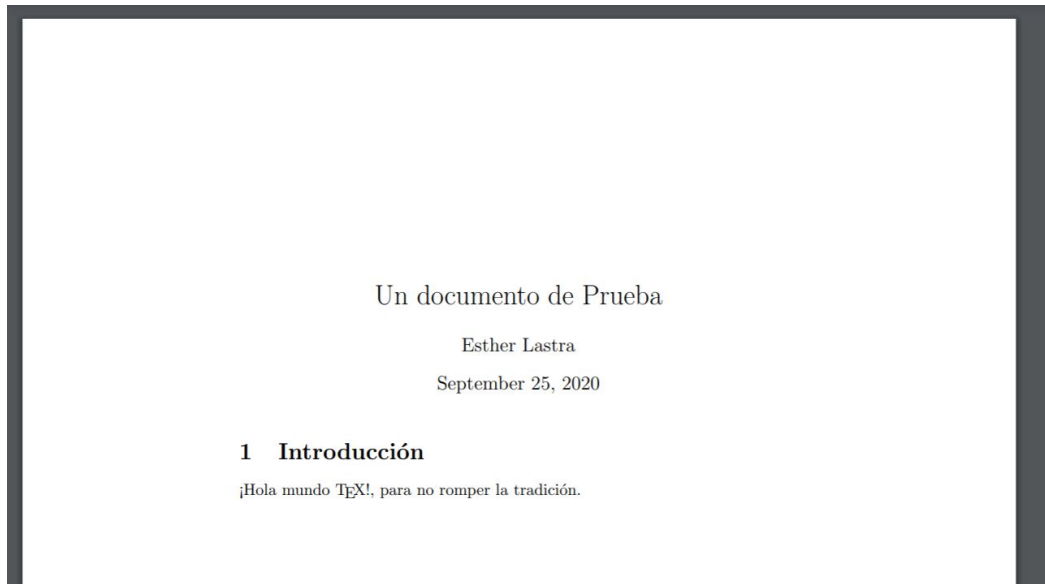 Un documento de Prueba
Esther Lastra
September 25, 2020
1 Introducción
¡Hola mundo TEX!, para no romper la tradición.